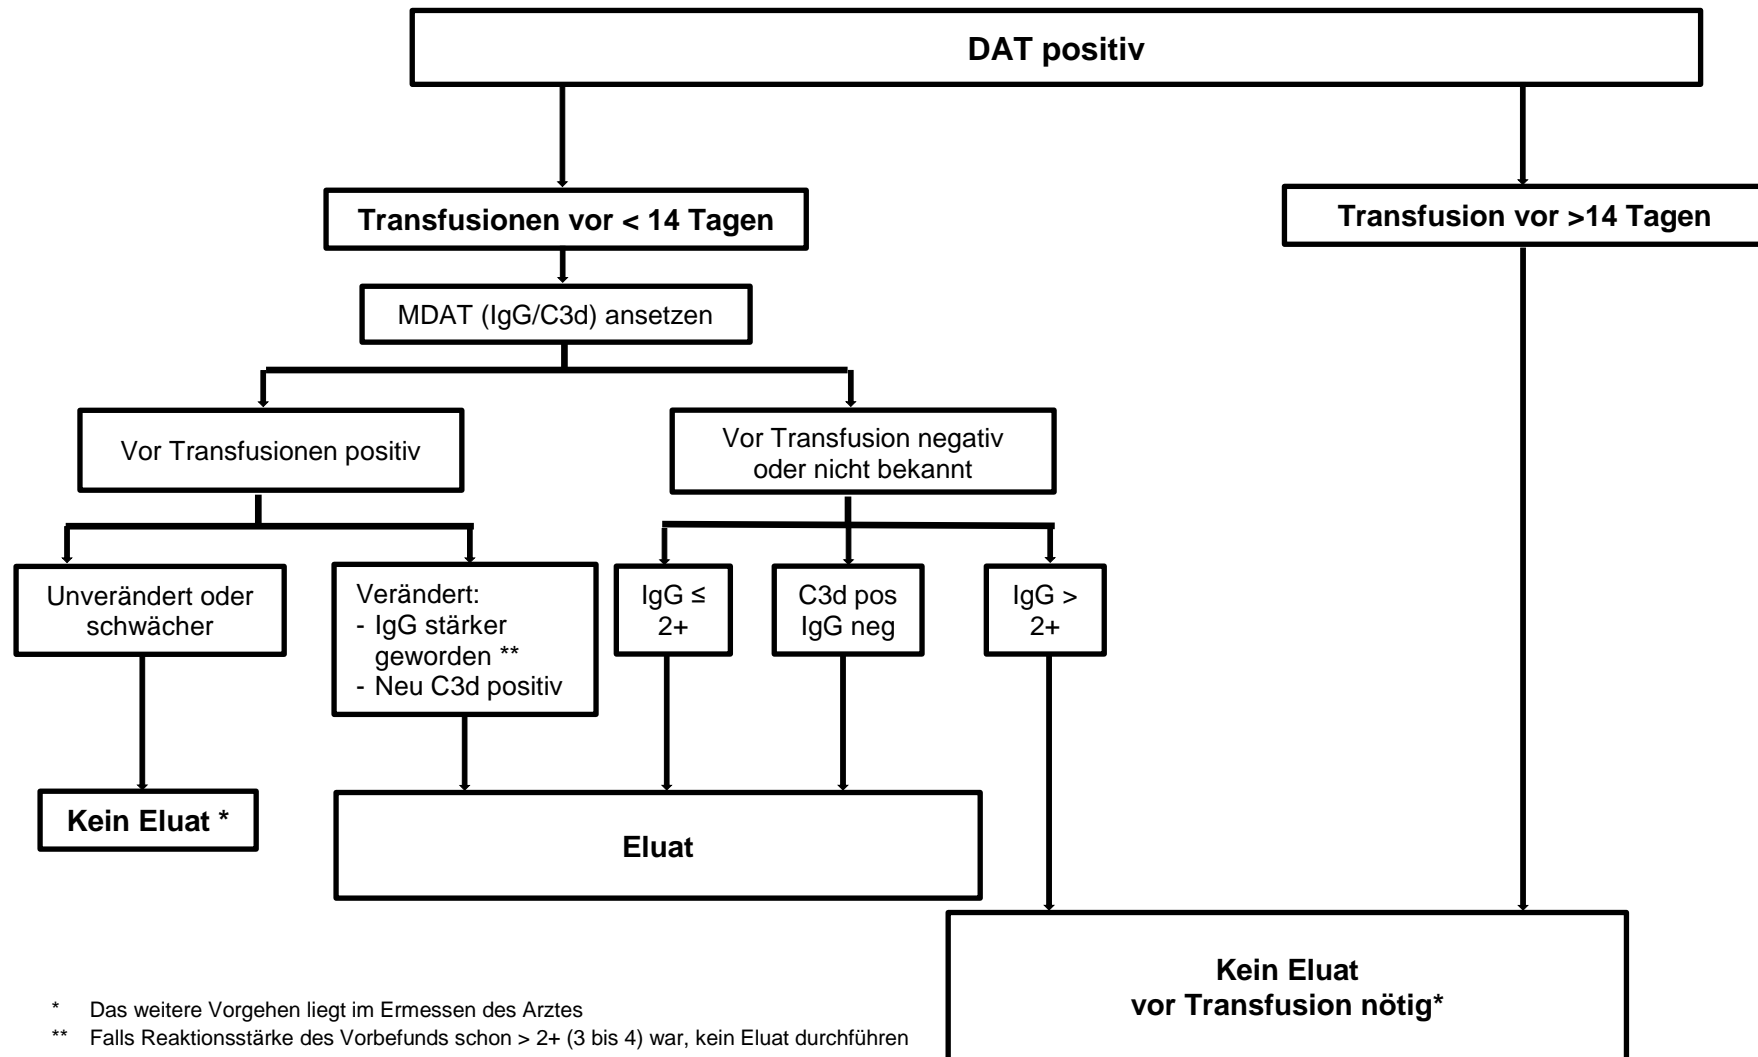 DAT positiv
Transfusionen vor < 14 Tagen
Transfusion vor >14 Tagen
MDAT (IgG/C3d) ansetzen
Vor Transfusionen positiv
Vor Transfusion negativ
oder nicht bekannt
Unverändert oder
schwächer
Verändert:
- IgG stärker
geworden **
- Neu C3d positiv
IgG ≤
2+
C3d pos
IgG neg
IgG >
2+
Kein Eluat *
Eluat
Kein Eluat
vor Transfusion nötig*
* Das weitere Vorgehen liegt im Ermessen des Arztes
** Falls Reaktionsstärke des Vorbefunds schon > 2+ (3 bis 4) war, kein Eluat durchführen